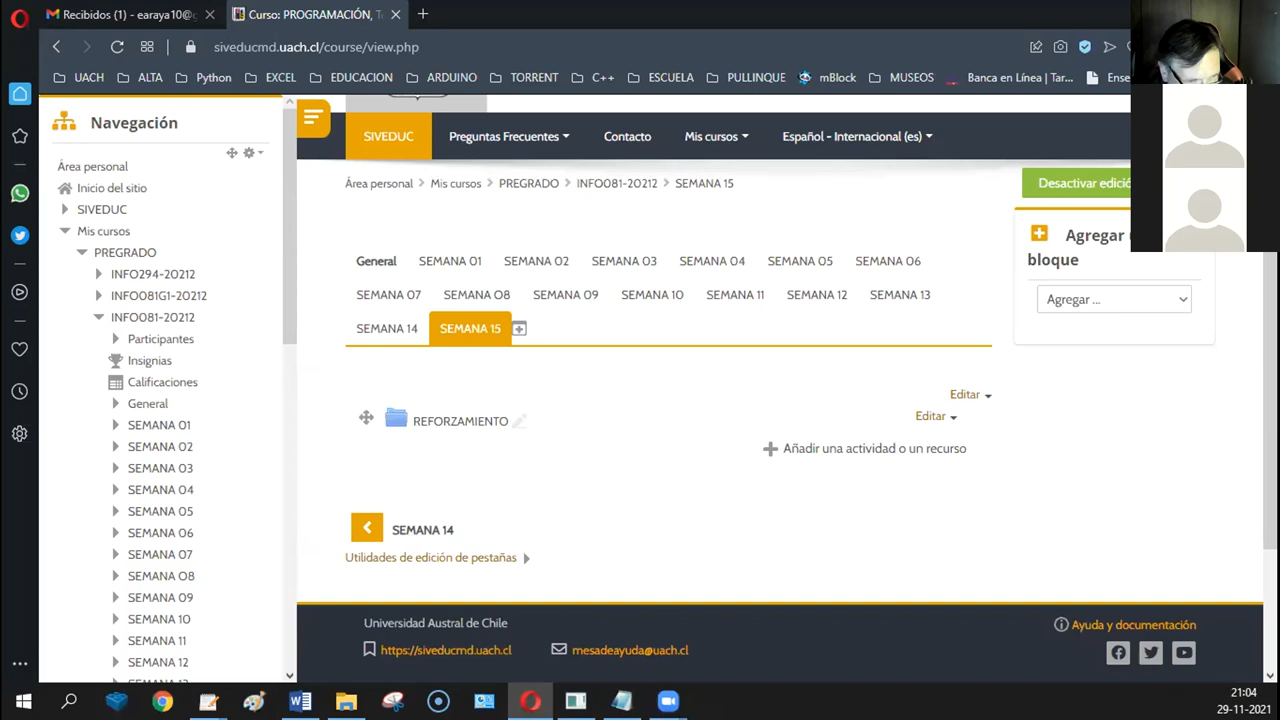 Recibidos (1) - earaya10@
Curso: PROGRAMACIÓN, T
siveducmd.uach.cl/course/view.php
UACH
ALTA
Python
EXCEL
EDUCACION
ARDUINO
TORRENT
C++
ESCUELA
PULLINQUE
mBlock
MUSEOS
Banca en Línea | Tar...
Ense
Navegación
Área personal
Inicio del sitio
SIVEDUC
Mis cursos
PREGRADO
INFO294-20212
INFO081G1-20212
INFO081-20212
Participantes
Insignias
Calificaciones
General
SEMANA 01
SEMANA 02
SEMANA 03
SEMANA 04
SEMANA 05
SEMANA 06
SEMANA 07
SEMANA O8
SEMANA 09
SEMANA 10
SEMANA 11
SEMANA 12
SIVEDUC
Preguntas Frecuentes
Contacto
Mis cursos
Español - Internacional (es)
Área personal > Mis cursos > PREGRADO > INFO081-20212 > SEMANA 15
Desactivar edició
General SEMANA 01 SEMANA 02 SEMANA 03 SEMANA 04 SEMANA 05 SEMANA 06
SEMANA 07 SEMANA O8 SEMANA 09 SEMANA 10 SEMANA 11 SEMANA 12 SEMANA 13
SEMANA 14 SEMANA 15
Editar
REFORZAMIENTO
Editar
Añadir una actividad o un recurso
SEMANA 14
Utilidades de edición de pestañas
Agregar
bloque
Agregar ...
Universidad Austral de Chile
https://siveducmd.uach.cl
mesadeayuda@uach.cl
Ayuda y documentación
21:04
29-11-2021